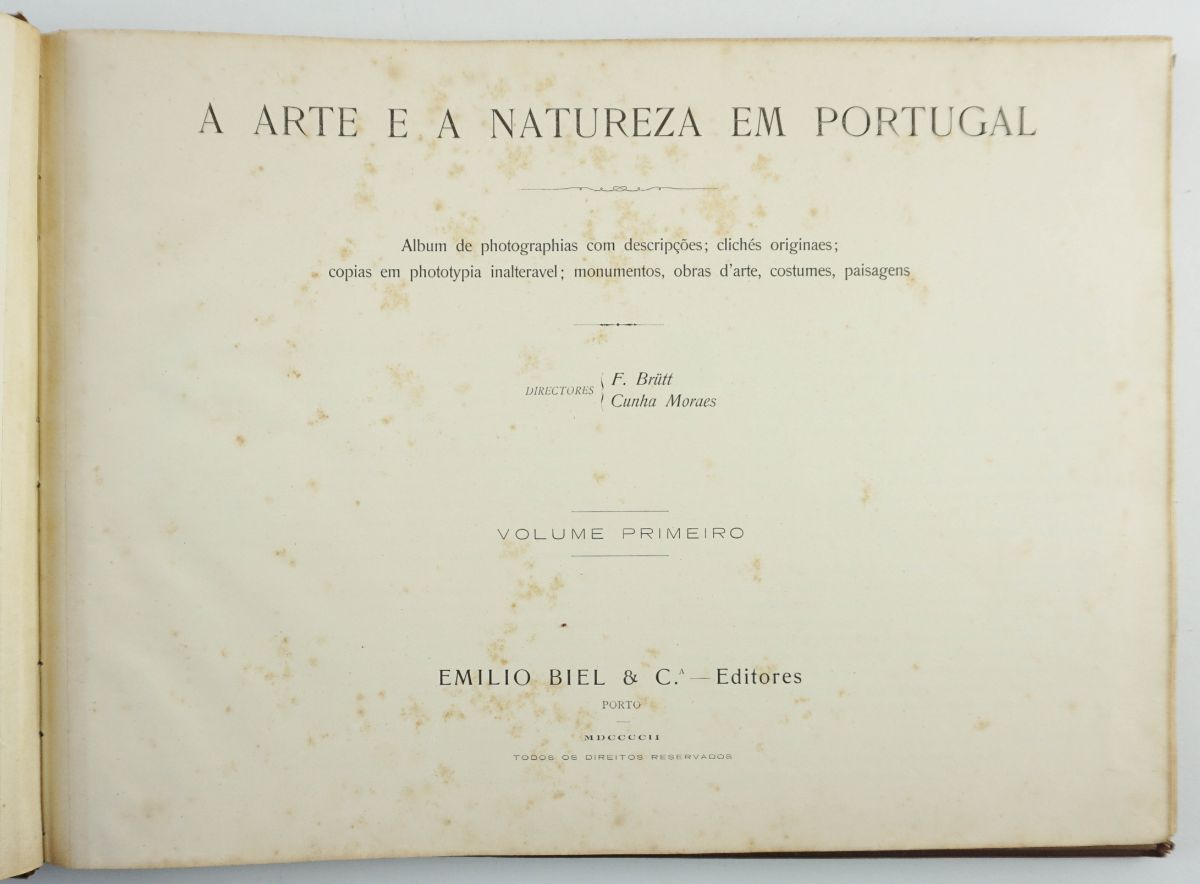 A ARTE E A NATUREZA EM PORTUGAL
Album de photographias com descripções; clichés originaes;
copias em phototypia inalteravel; monumentos, obras d'arte, costumes, paisagens
DIRECTORES
F. Brütt
Cunha Moraes
VOLUME PRIMEIRO
EMILIO BIEL & C.ᴬ — Editores
PORTO
MDCCCCII
TODOS OS DIREITOS RESERVADOS